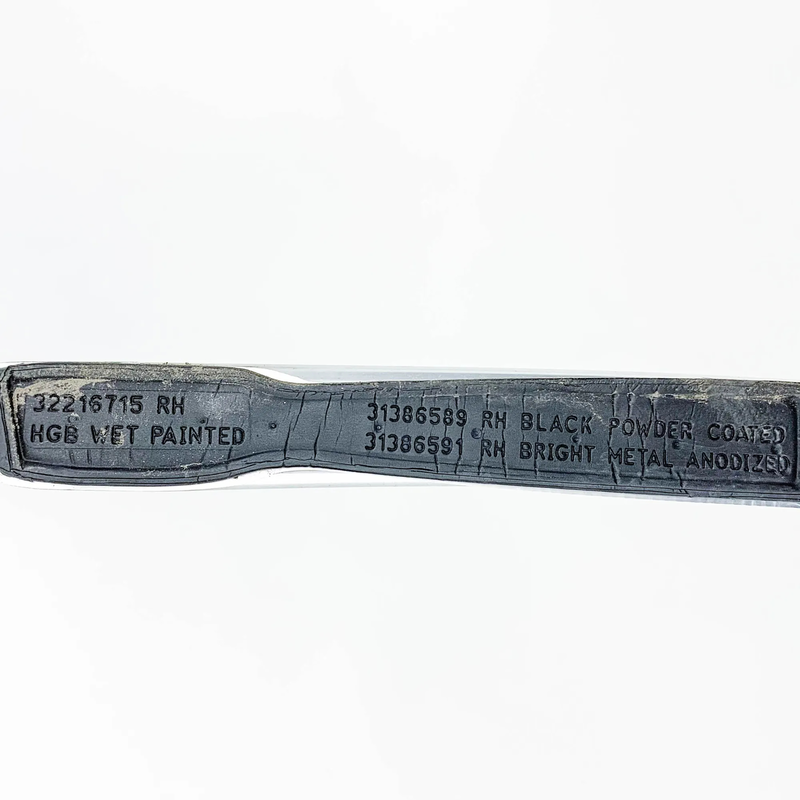 32216715 RH
HGB WET PAINTED
31386589 RH BLACK POWDER COATED
31386591 RH BRIGHT METAL ANODIZED